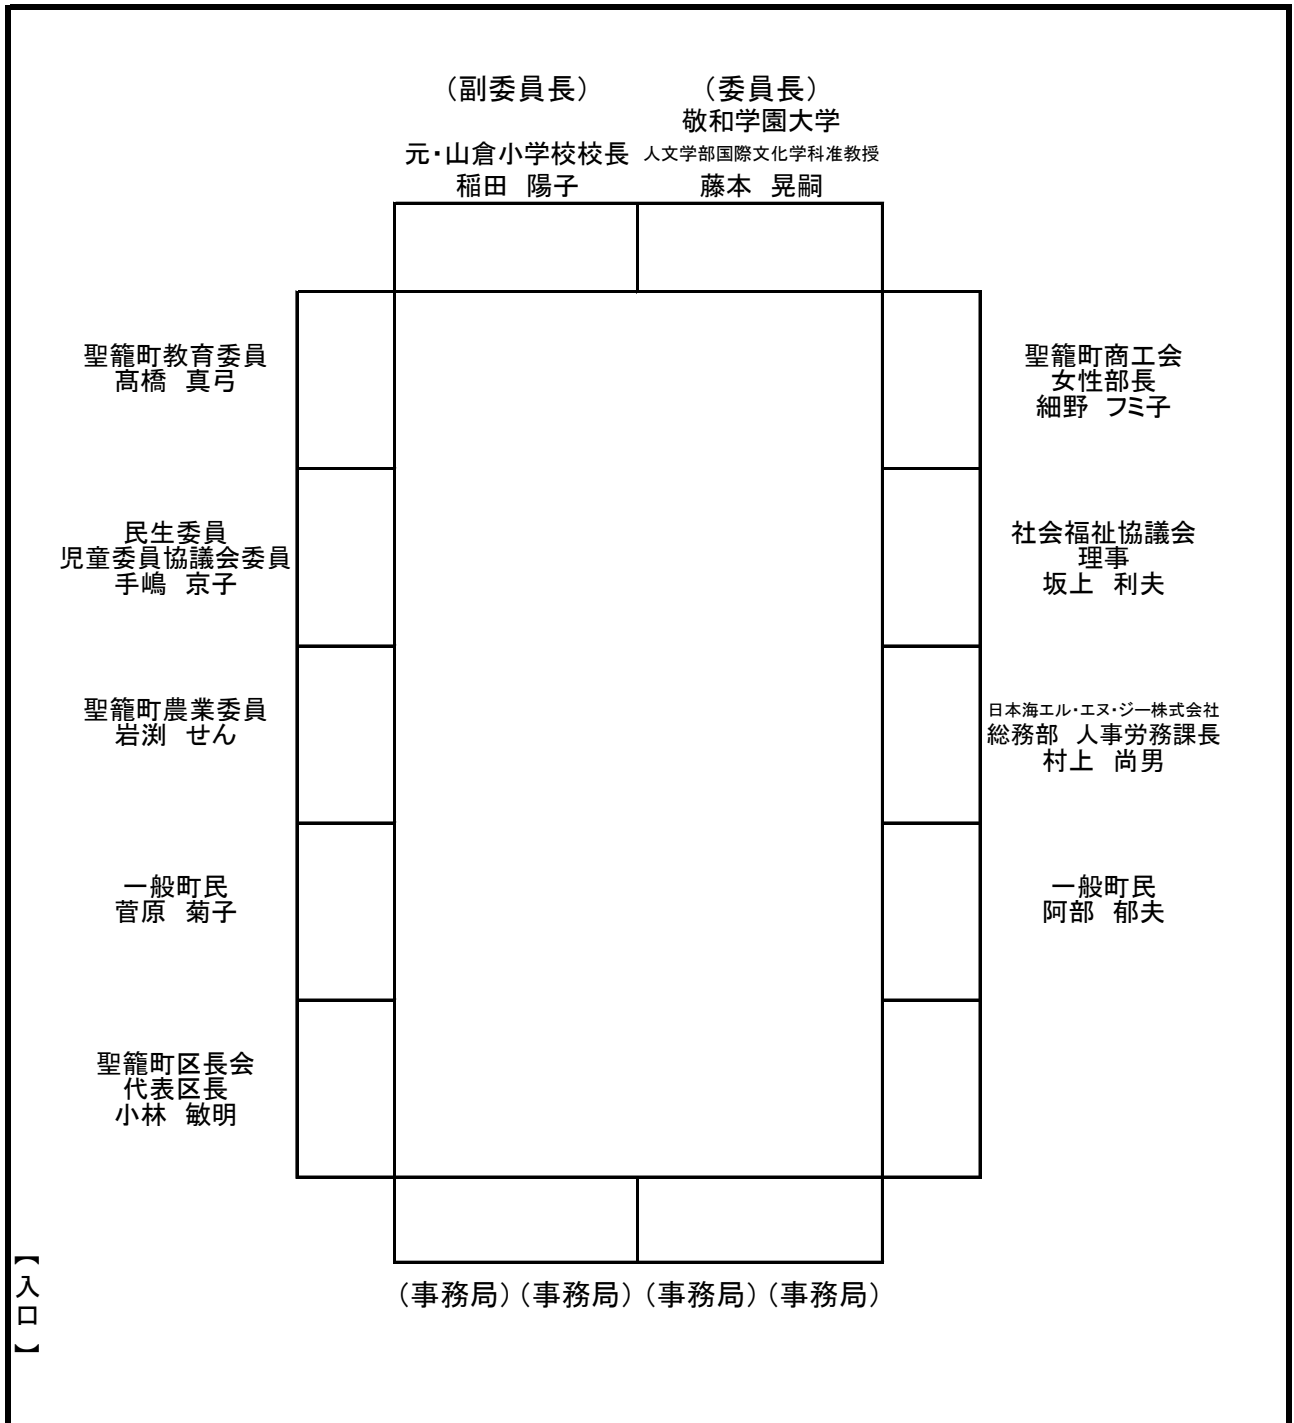 （副委員長）
元・山倉小学校校長
稲田　陽子
（委員長）
敬和学園大学
人文学部国際文化学科准教授
藤本　晃嗣
聖籠町教育委員
髙橋　真弓
聖籠町商工会
女性部長
細野　フミ子
民生委員
児童委員協議会委員
手嶋　京子
社会福祉協議会
理事
坂上　利夫
聖籠町農業委員
岩渕　せん
日本海エル・エヌ・ジー株式会社
総務部　人事労務課長
村上　尚男
一般町民
菅原　菊子
一般町民
阿部　郁夫
聖籠町区長会
代表区長
小林　敏明
【入口】
（事務局）（事務局）（事務局）（事務局）